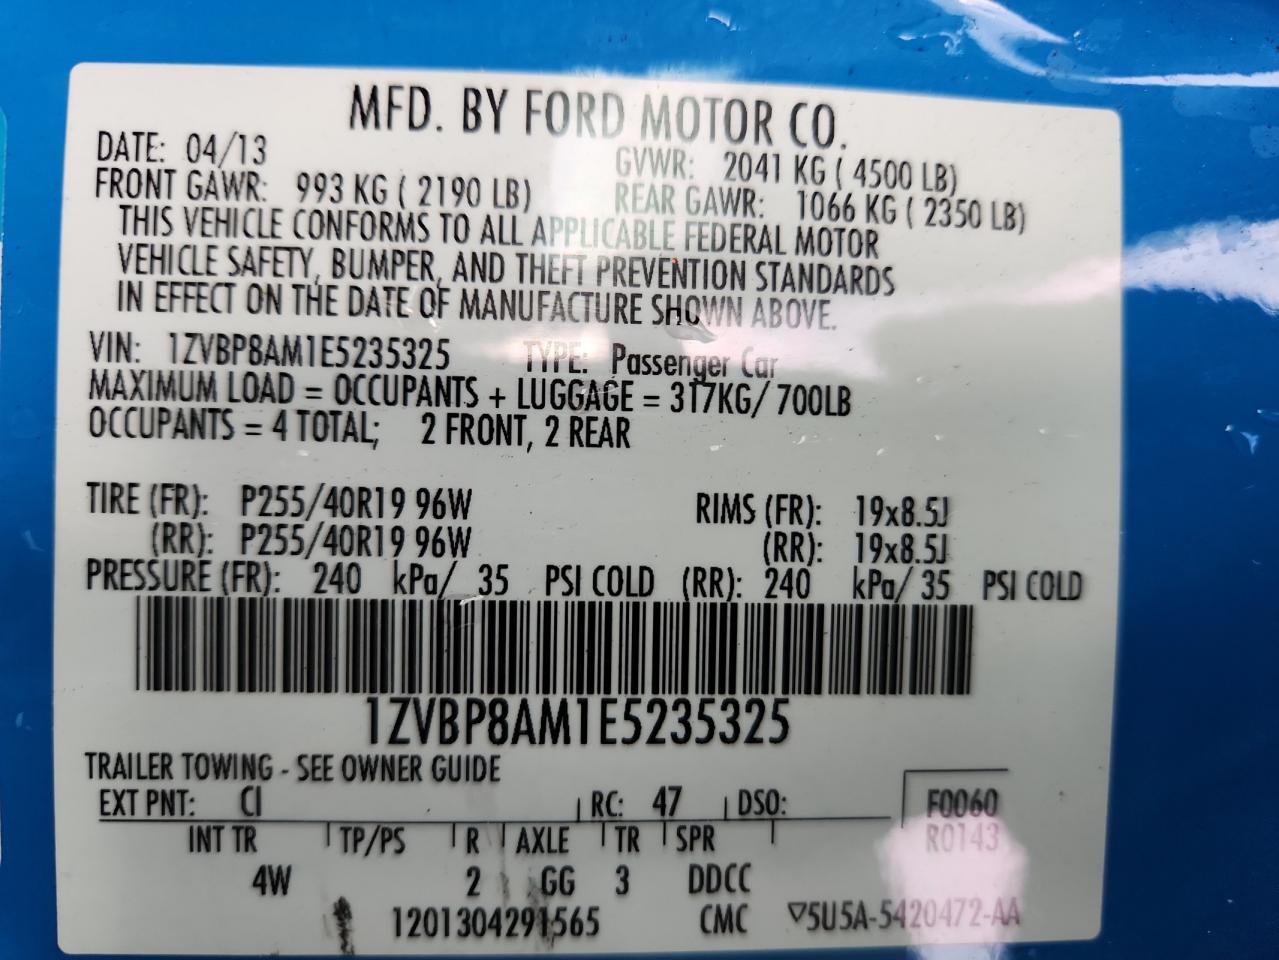 MFD. BY FORD MOTOR CO.
DATE: 04/13 GVWR: 2041 KG ( 4500 LB)
FRONT GAWR: 993 KG ( 2190 LB) REAR GAWR: 1066 KG ( 2350 LB)
THIS VEHICLE CONFORMS TO ALL APPLICABLE FEDERAL MOTOR
VEHICLE SAFETY, BUMPER, AND THEFT PREVENTION STANDARDS
IN EFFECT ON THE DATE OF MANUFACTURE SHOWN ABOVE.
VIN: 1ZVBP8AM1E5235325 TYPE: Passenger Car
MAXIMUM LOAD = OCCUPANTS + LUGGAGE = 317KG/ 700LB
OCCUPANTS = 4 TOTAL; 2 FRONT, 2 REAR
TIRE (FR): P255/40R19 96W RIMS (FR): 19x8.5J
(RR): P255/40R19 96W (RR): 19x8.5J
PRESSURE (FR): 240 kPa/ 35 PSI COLD (RR): 240 kPa/ 35 PSI COLD
1ZVBP8AM1E5235325
TRAILER TOWING - SEE OWNER GUIDE
EXT PNT: CI RC: 47 DSO: F0060
INT TR TP/PS R AXLE TR SPR R0143
4W 2 GG 3 DDCC
1201304291565 CMC ▽5U5A-5420472-AA